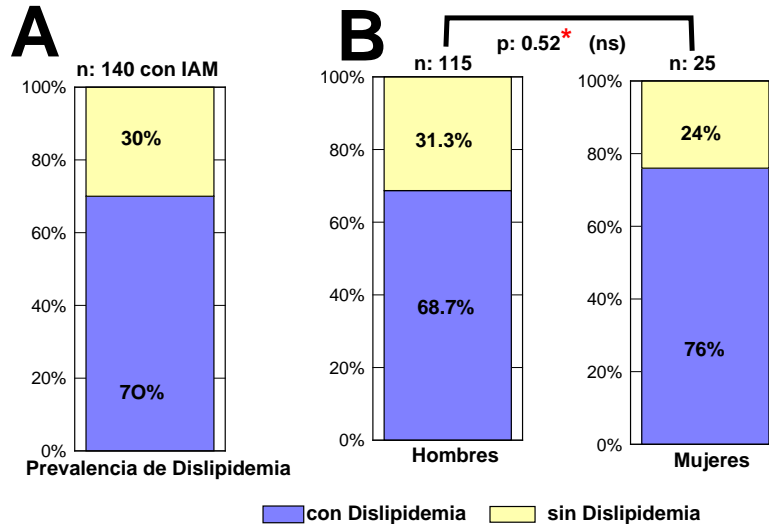 A
n: 140 con IAM
100%
80%
60%
40%
20%
0%
30%
7O%
Prevalencia de Dislipidemia
B
p: 0.52* (ns)
n: 115
100%
80%
60%
40%
20%
0%
31.3%
68.7%
Hombres
n: 25
100%
80%
60%
40%
20%
0%
24%
76%
Mujeres
con Dislipidemia
sin Dislipidemia